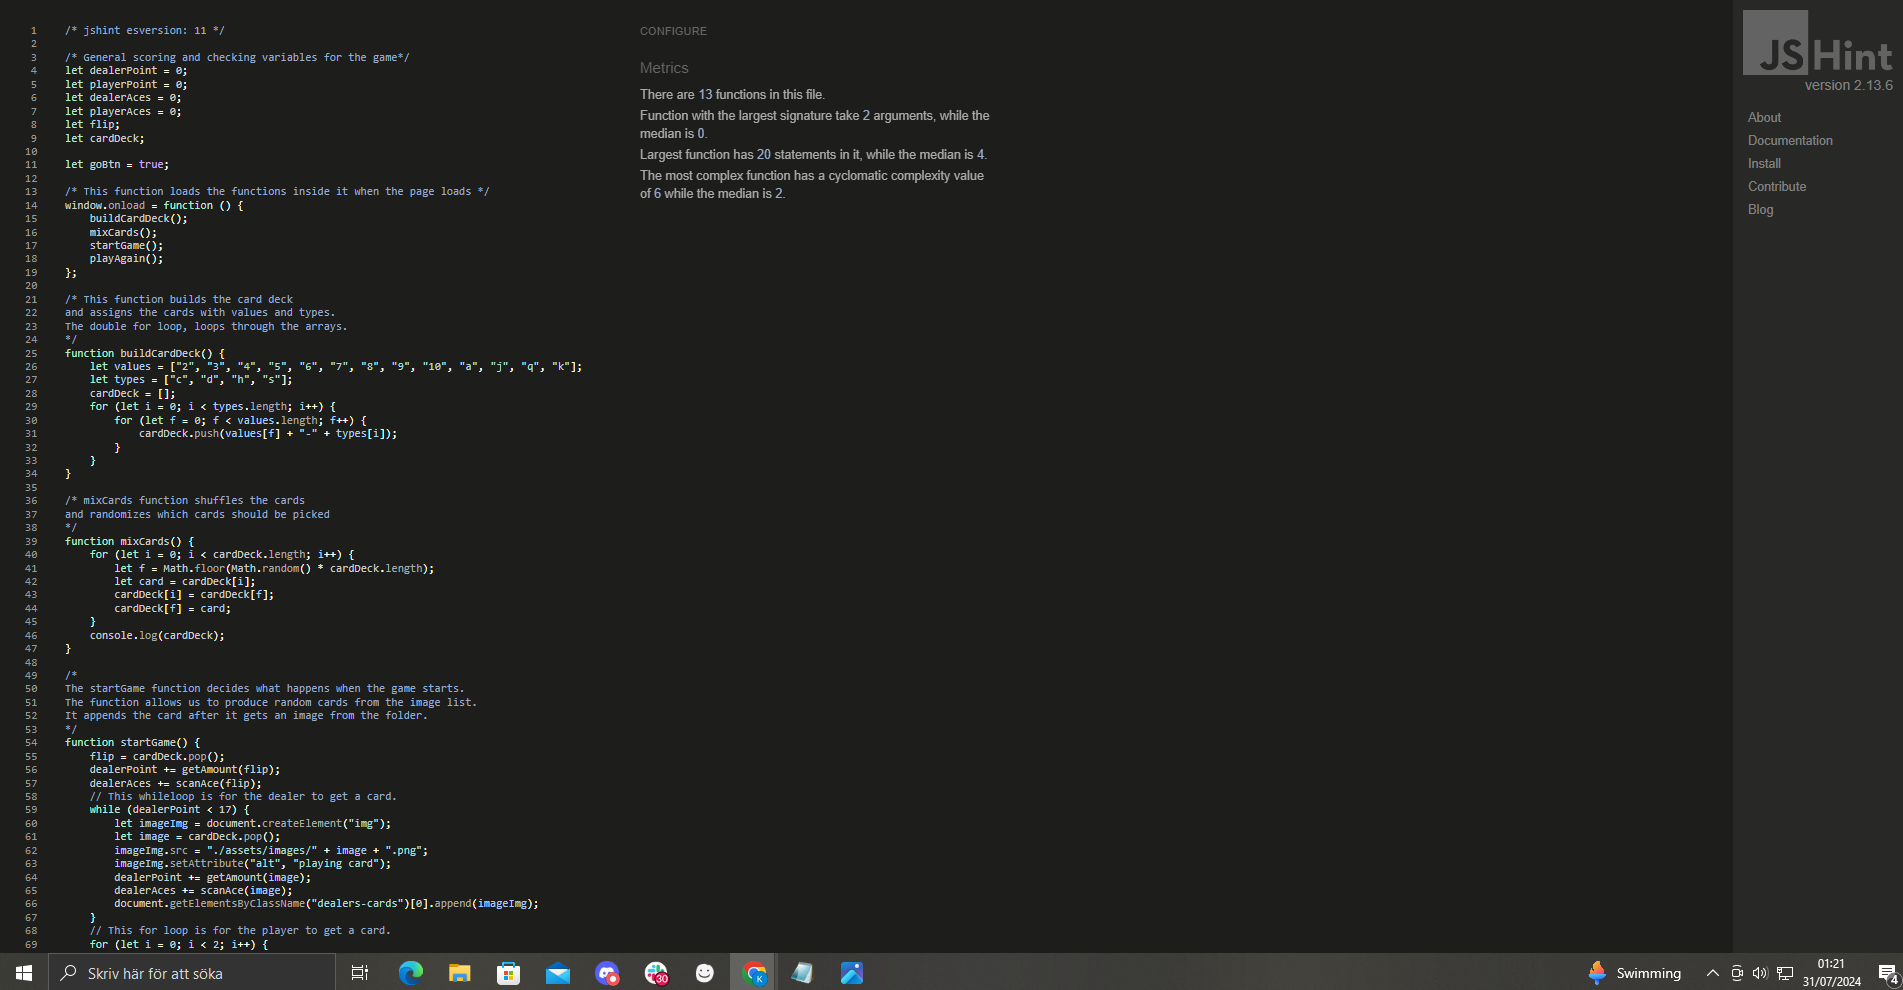 1 /* jshint esversion: 11 */
2
3 /* General scoring and checking variables for the game*/
4 let dealerPoint = 0;
5 let playerPoint = 0;
6 let dealerAces = 0;
7 let playerAces = 0;
8 let flip;
9 let cardDeck;
10
11 let goBtn = true;
12
13 /* This function loads the functions inside it when the page loads */
14 window.onload = function () {
15 buildCardDeck();
16 mixCards();
17 startGame();
18 playAgain();
19 };
20
21 /* This function builds the card deck
22 and assigns the cards with values and types.
23 The double for loop, loops through the arrays.
24 */
25 function buildCardDeck() {
26 let values = ["2", "3", "4", "5", "6", "7", "8", "9", "10", "a", "j", "q", "k"];
27 let types = ["c", "d", "h", "s"];
28 cardDeck = [];
29 for (let i = 0; i < types.length; i++) {
30 for (let f = 0; f < values.length; f++) {
31 cardDeck.push(values[f] + "-" + types[i]);
32 }
33 }
34 }
35
36 /* mixCards function shuffles the cards
37 and randomizes which cards should be picked
38 */
39 function mixCards() {
40 for (let i = 0; i < cardDeck.length; i++) {
41 let f = Math.floor(Math.random() * cardDeck.length);
42 let card = cardDeck[i];
43 cardDeck[i] = cardDeck[f];
44 cardDeck[f] = card;
45 }
46 console.log(cardDeck);
47 }
48
49 /*
50 The startGame function decides what happens when the game starts.
51 The function allows us to produce random cards from the image list.
52 It appends the card after it gets an image from the folder.
53 */
54 function startGame() {
55 flip = cardDeck.pop();
56 dealerPoint += getAmount(flip);
57 dealerAces += scanAce(flip);
58 // This whileloop is for the dealer to get a card.
59 while (dealerPoint < 17) {
60 let imageImg = document.createElement("img");
61 let image = cardDeck.pop();
62 imageImg.src = "./assets/images/" + image + ".png";
63 imageImg.setAttribute("alt", "playing card");
64 dealerPoint += getAmount(image);
65 dealerAces += scanAce(image);
66 document.getElementsByClassName("dealers-cards")[0].append(imageImg);
67 }
68 // This for loop is for the player to get a card.
69 for (let i = 0; i < 2; i++) {
CONFIGURE
Metrics
There are 13 functions in this file.
Function with the largest signature take 2 arguments, while the
median is 0.
Largest function has 20 statements in it, while the median is 4.
The most complex function has a cyclomatic complexity value
of 6 while the median is 2.
JSHint
version 2.13.6
About
Documentation
Install
Contribute
Blog
Skriv här för att söka
30
K
Swimming
01:21
31/07/2024
4